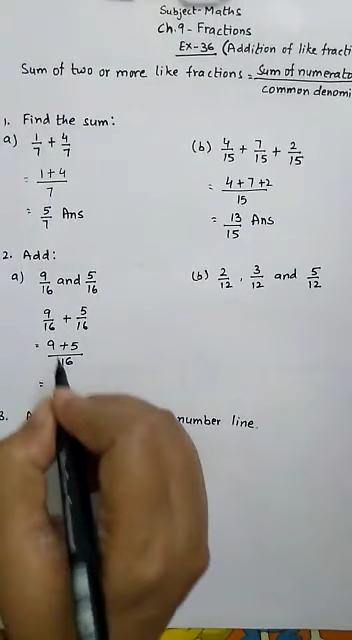 Subject-Maths
Ch.9 - Fractions
Ex-36 (Addition of like fracti
Sum of two or more like fractions = Sum of numerato / common denomi
1. Find the sum:
a) 1/7 + 4/7
= 1+4/7
= 5/7 Ans
(b) 4/15 + 7/15 + 2/15
= 4+7+2/15
= 13/15 Ans
2. Add:
a) 9/16 and 5/16
9/16 + 5/16
= 9+5/16
=
(b) 2/12, 3/12 and 5/12
3. A number line.